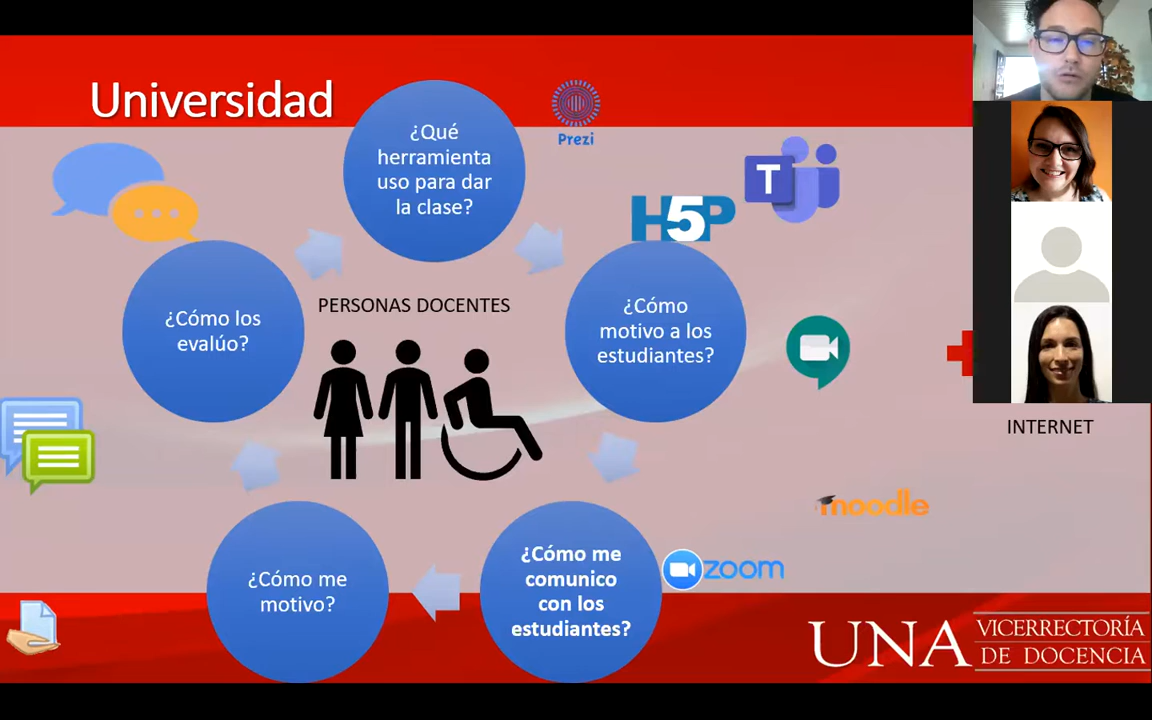 Universidad
¿Qué
herramienta
uso para dar
la clase?
Prezi
T
H5P
¿Cómo
motivo a los
estudiantes?
PERSONAS DOCENTES
¿Cómo los
evalúo?
INTERNET
moodle
zoom
¿Cómo me
comunico
con los
estudiantes?
¿Cómo me
motivo?
UNA
VICERRECTORÍA
DE DOCENCIA